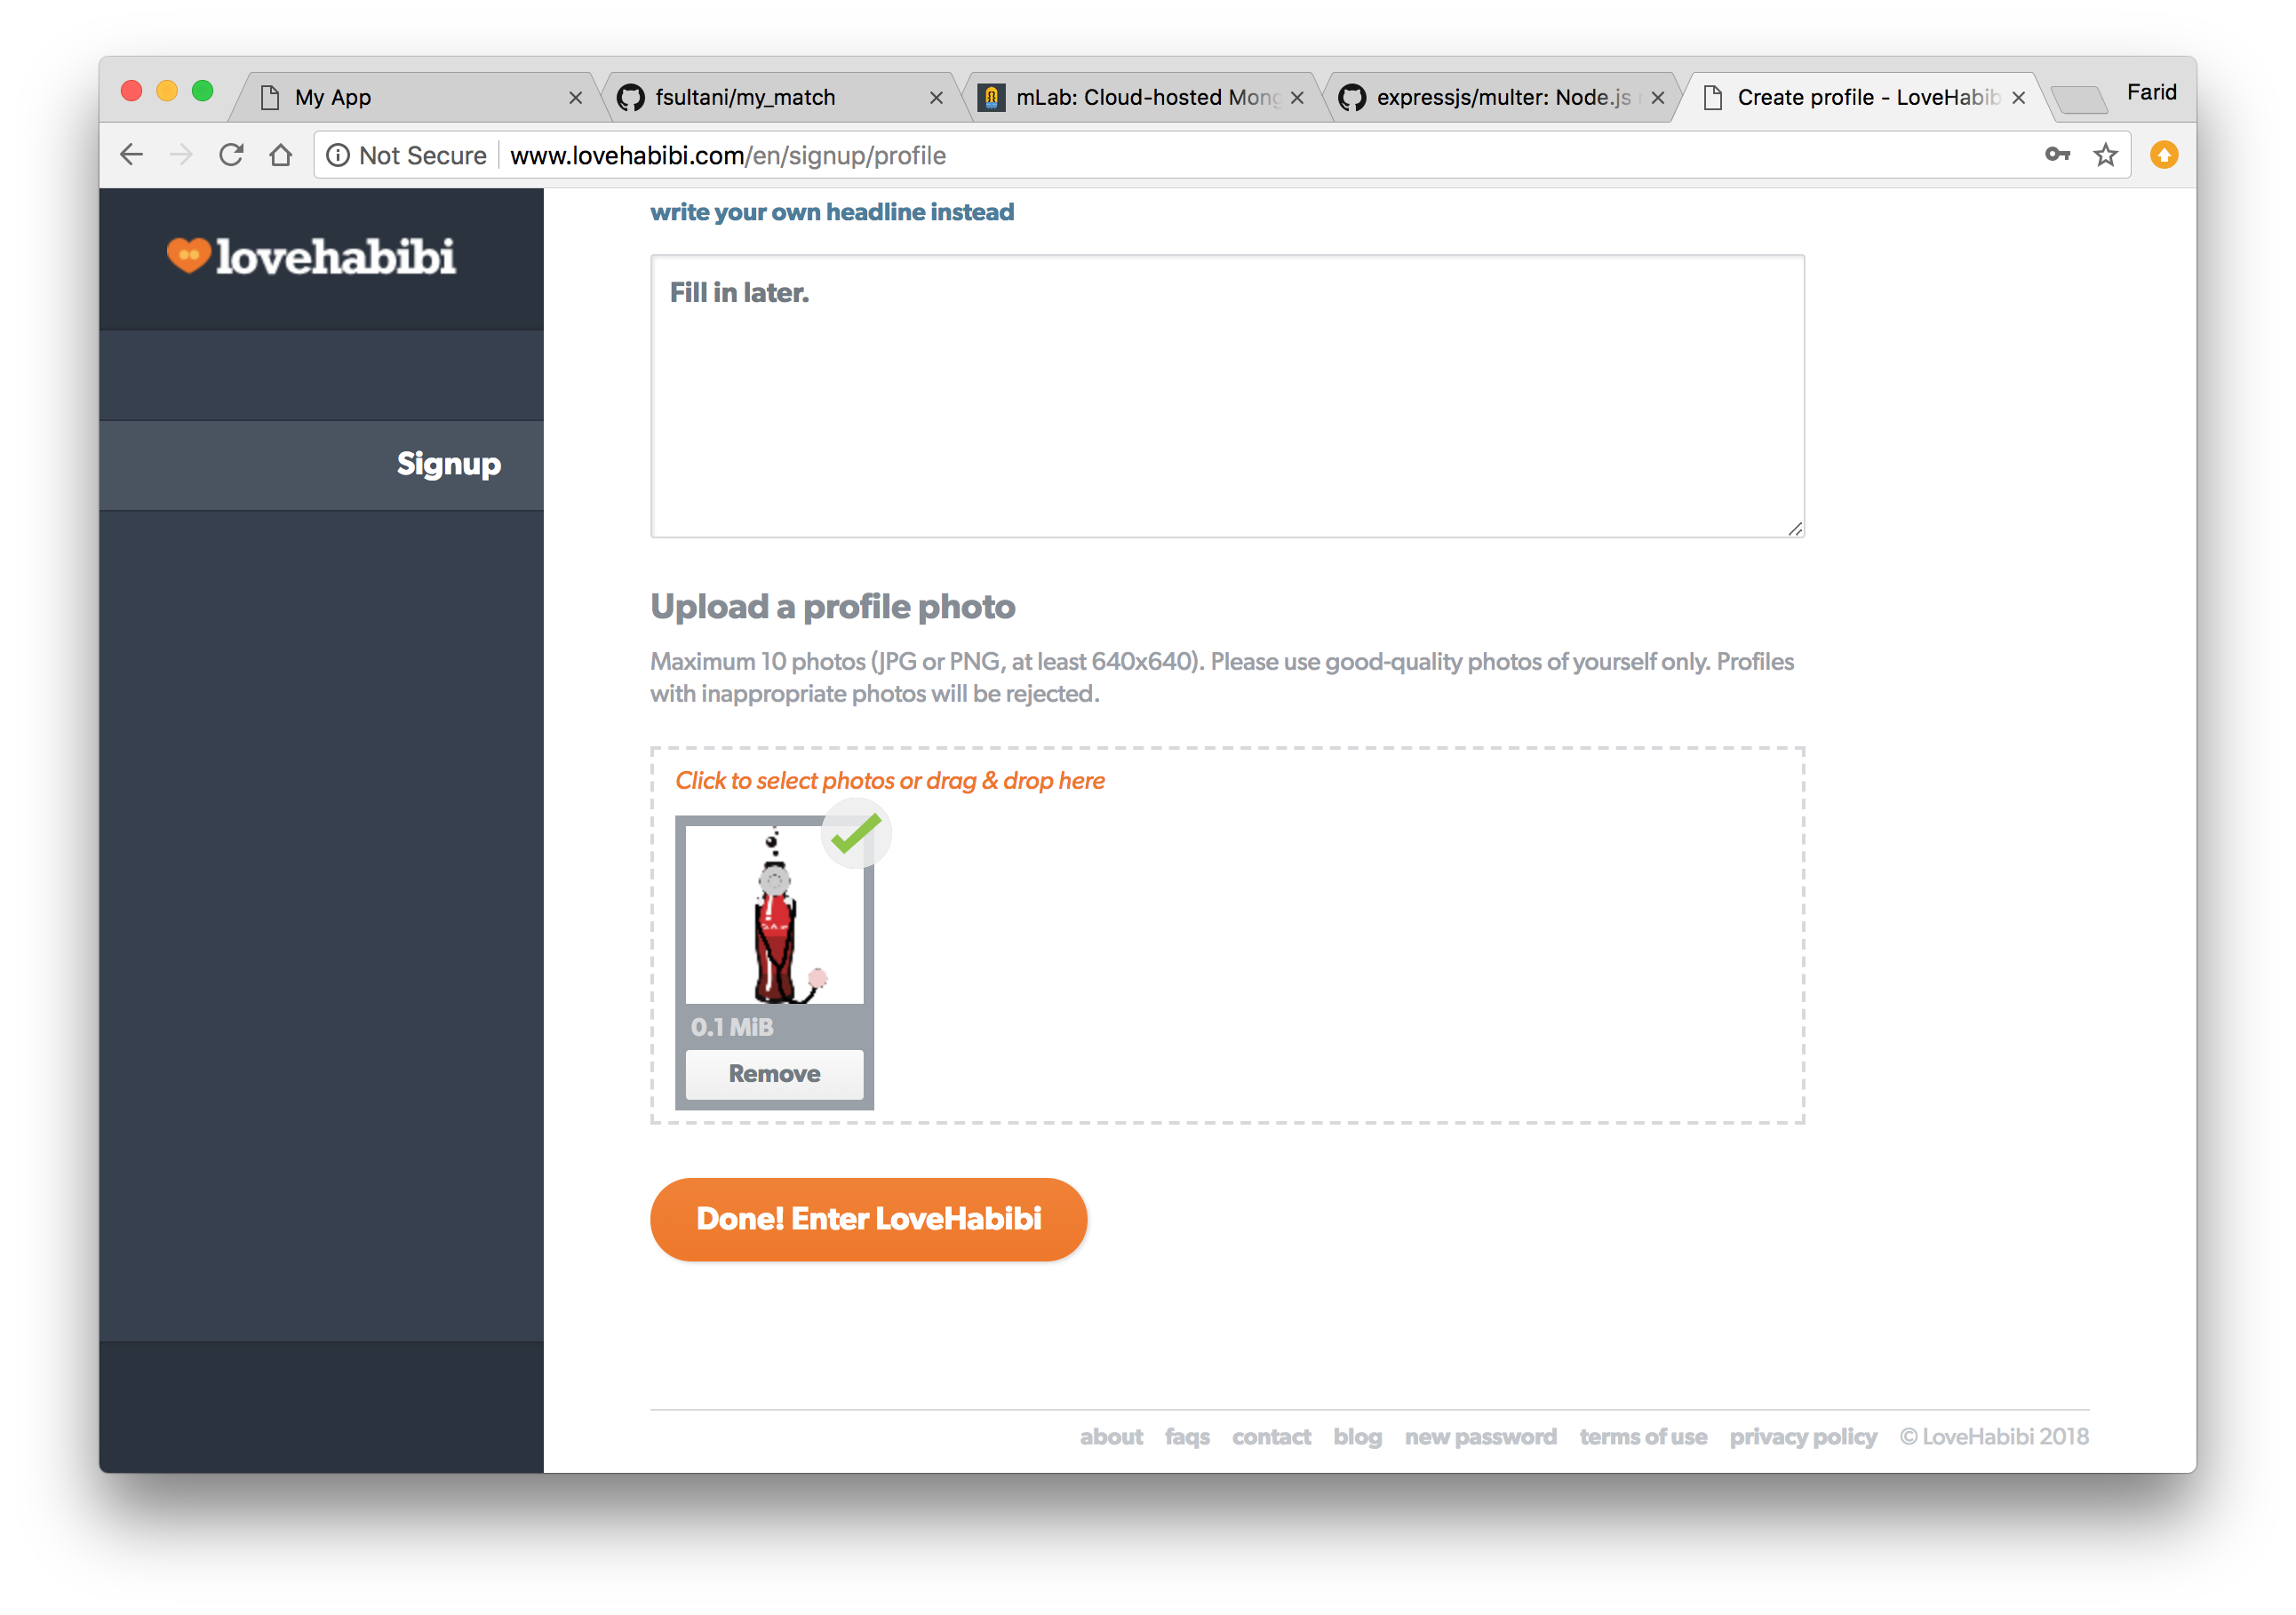 My App
fsultani/my_match
mLab: Cloud-hosted Mong
expressjs/multer: Node.js
Create profile - LoveHabib
Farid
Not Secure
www.lovehabibi.com/en/signup/profile
lovehabibi
Signup
write your own headline instead
Fill in later.
Upload a profile photo
Maximum 10 photos (JPG or PNG, at least 640x640). Please use good-quality photos of yourself only. Profiles
with inappropriate photos will be rejected.
Click to select photos or drag & drop here
0.1 MiB
Remove
Done! Enter LoveHabibi
about faqs contact blog new password terms of use privacy policy © LoveHabibi 2018